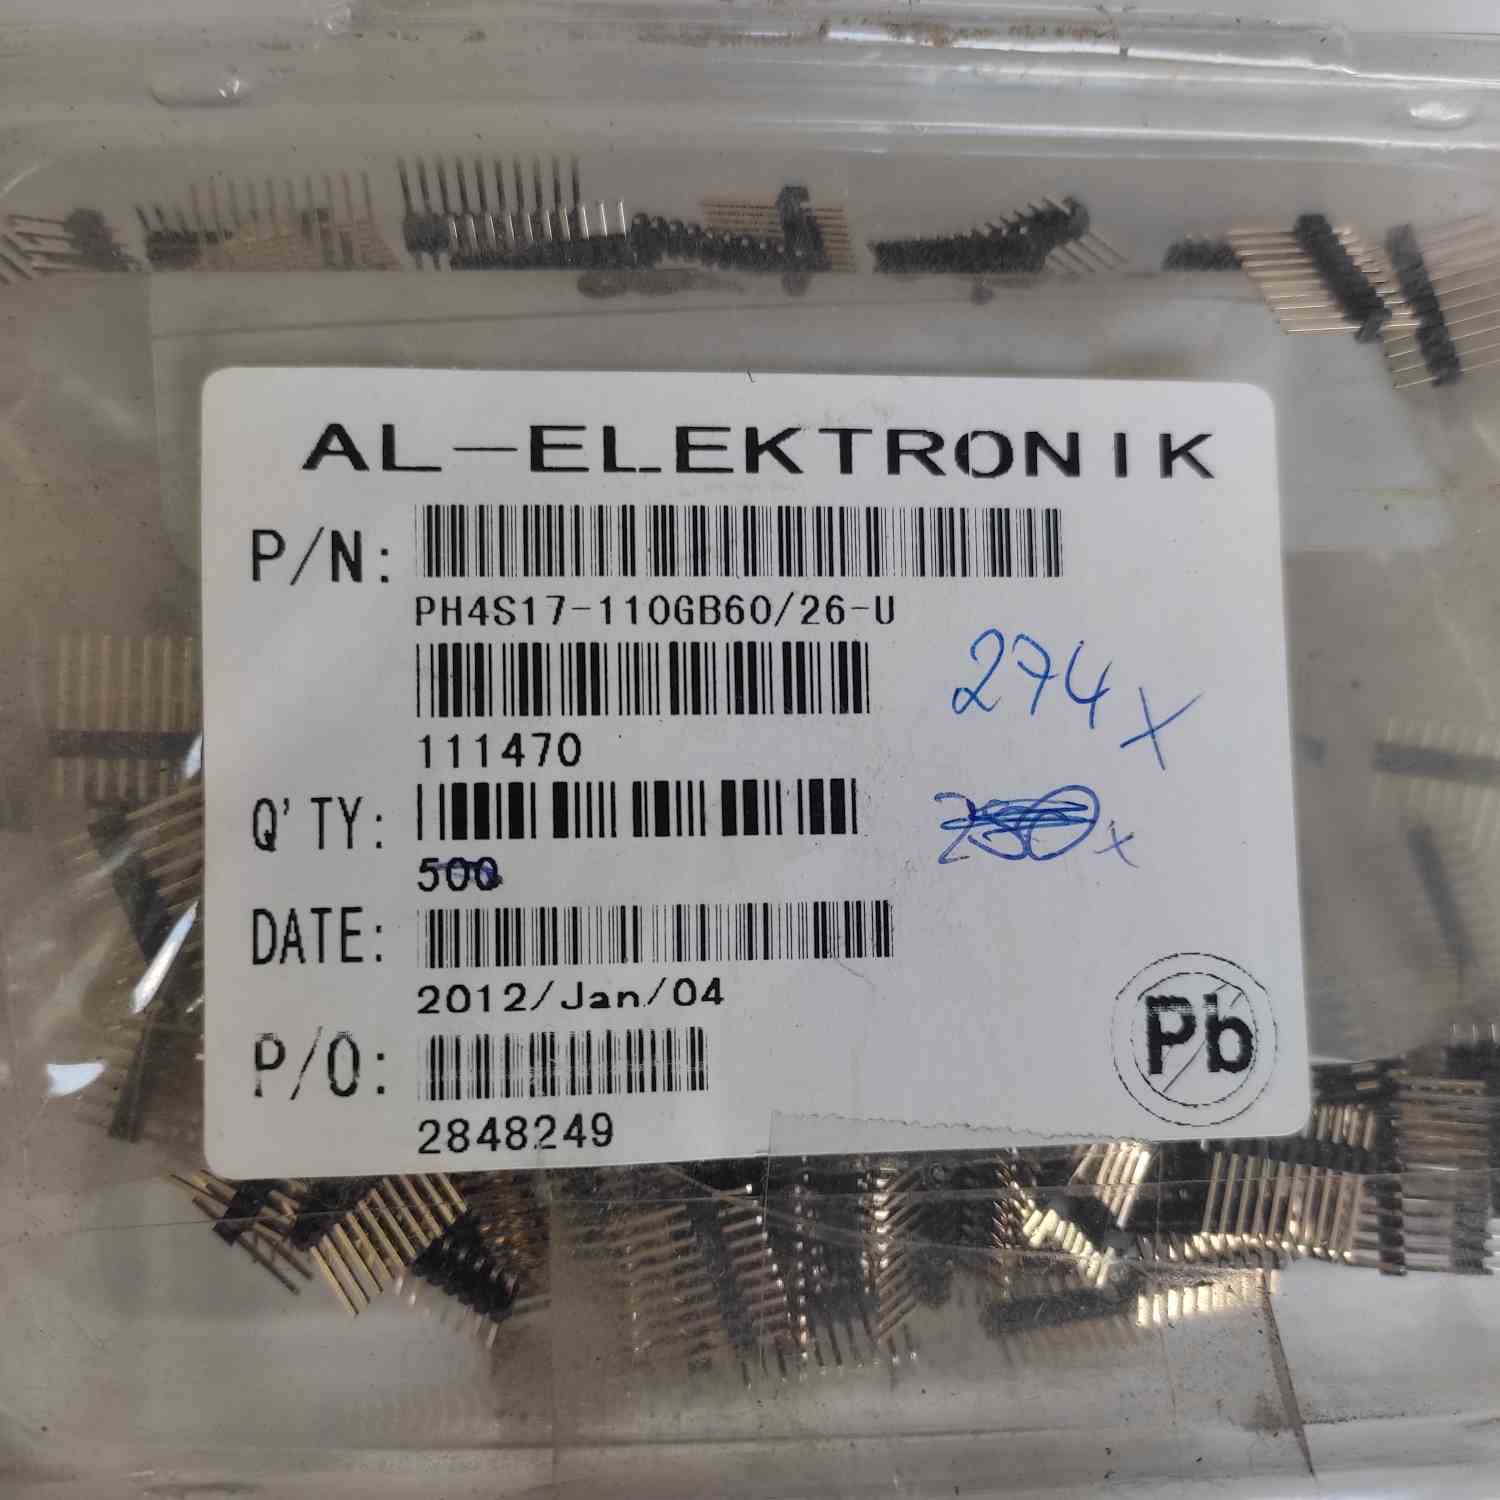 AL-ELEKTRONIK
P/N:
PH4S17-110GB60/26-U
274x
111470
Q'TY:
500
DATE:
2012/Jan/04
P/O:
2848249
Pb